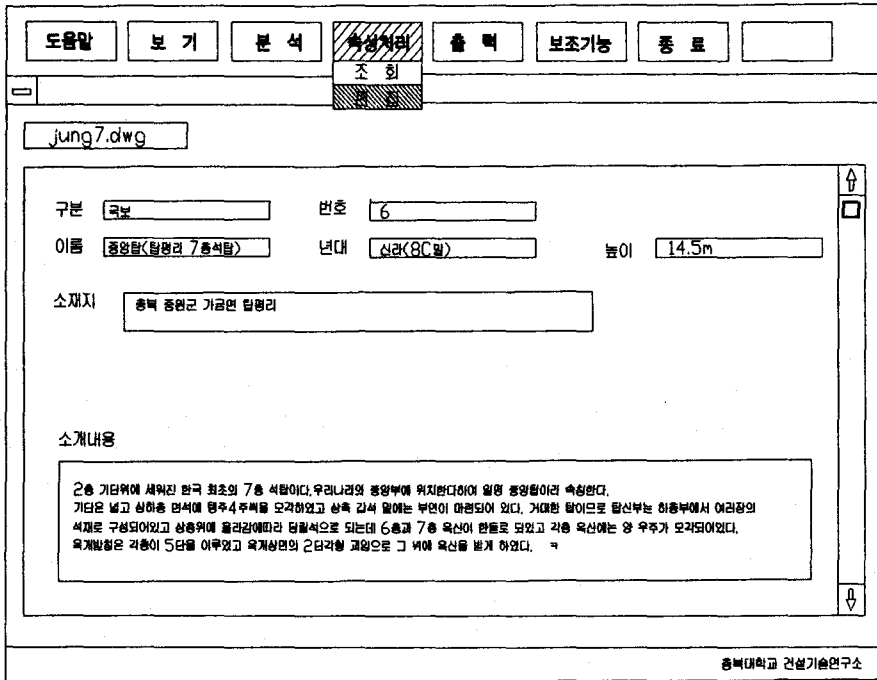 도움말 보 기 분 석 속성처리 출 력 보조기능 종 료
조 회
편 집
jung7.dwg
구분 국보 번호 6
이름 중앙탑(탑평리 7층석탑) 년대 신라(8C말) 높이 14.5m
소재지 충북 중원군 가금면 탑평리
소개내용
2층 기단위에 세워진 한국 최초의 7층 석탑이다.우리나라의 중앙부에 위치한다하여 일명 중앙탑이라 속칭한다.
기단은 넓고 상하층 면석에 탱주4주씩을 모각하였고 상축 갑석 밑에는 부연이 마련되어 있다. 거대한 탑이므로 탑신부는 하층부에서 여러장의
석재로 구성되어있고 상층위에 올라감에따라 단일석으로 되는데 6층과 7층 옥신이 한돌로 되었고 각층 옥신에는 양 우주가 모각되어있다.
옥개받침은 각층이 5단을 이루었고 옥개상면의 2단각형 괴임으로 그 위에 옥신을 받게 하였다. ㅋ
충북대학교 건설기술연구소